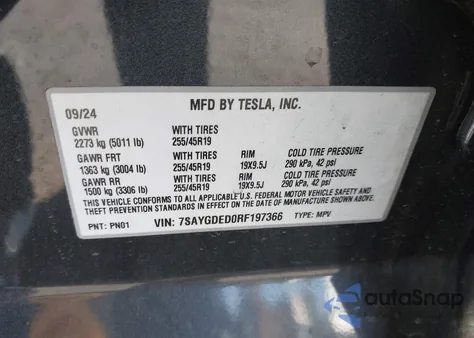 MFD BY TESLA, INC.
09/24
GVWR WITH TIRES
2273 kg (5011 lb) 255/45R19
GAWR FRT WITH TIRES RIM COLD TIRE PRESSURE
1363 kg (3004 lb) 255/45R19 19X9.5J 290 kPa, 42 psi
GAWR RR WITH TIRES RIM COLD TIRE PRESSURE
1500 kg (3306 lb) 255/45R19 19X9.5J 290 kPa, 42 psi
THIS VEHICLE CONFORMS TO ALL APPLICABLE U.S. FEDERAL MOTOR VEHICLE SAFETY AND
THEFT PREVENTION STANDARDS IN EFFECT ON THE DATE OF MANUFACTURE SHOWN ABOVE.
VIN: 7SAYGDED0RF197366 TYPE: MPV
PNT: PN01
autoSnap